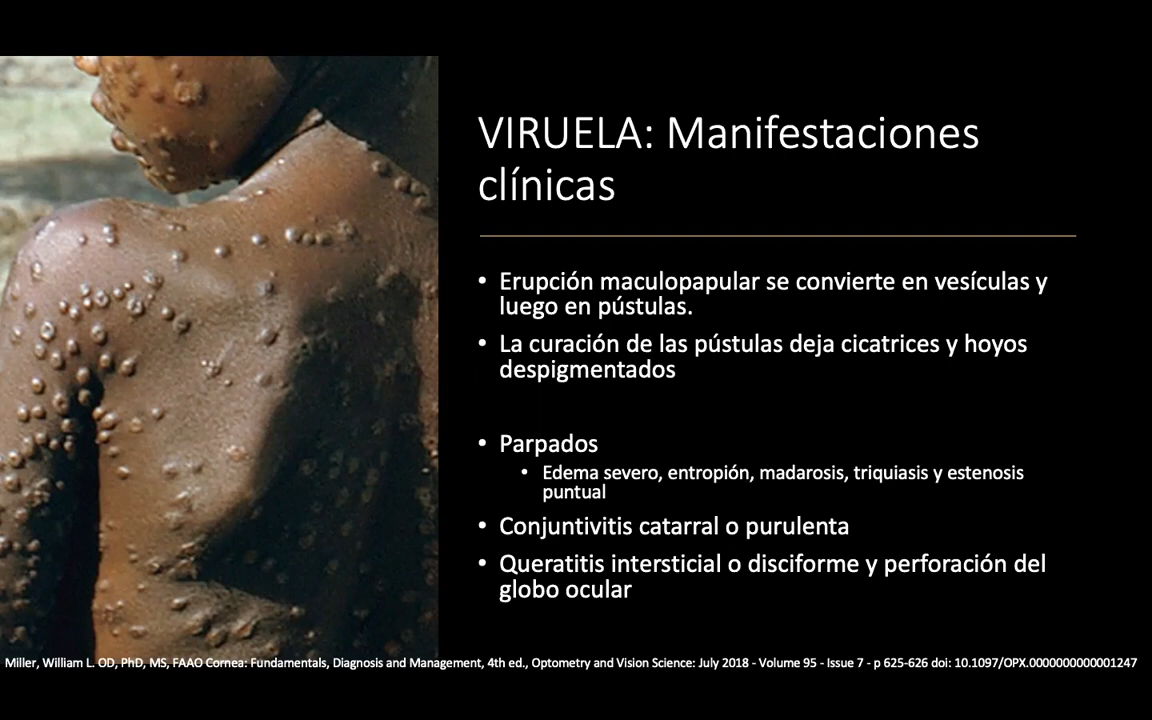 VIRUELA: Manifestaciones
clínicas
• Erupción maculopapular se convierte en vesículas y
luego en pústulas.
• La curación de las pústulas deja cicatrices y hoyos
despigmentados
• Parpados
• Edema severo, entropión, madarosis, triquiasis y estenosis
puntual
• Conjuntivitis catarral o purulenta
• Queratitis intersticial o disciforme y perforación del
globo ocular
Miller, William L. OD, PhD, MS, FAAO Cornea: Fundamentals, Diagnosis and Management, 4th ed., Optometry and Vision Science: July 2018 - Volume 95 - Issue 7 - p 625-626 doi: 10.1097/OPX.0000000000001247